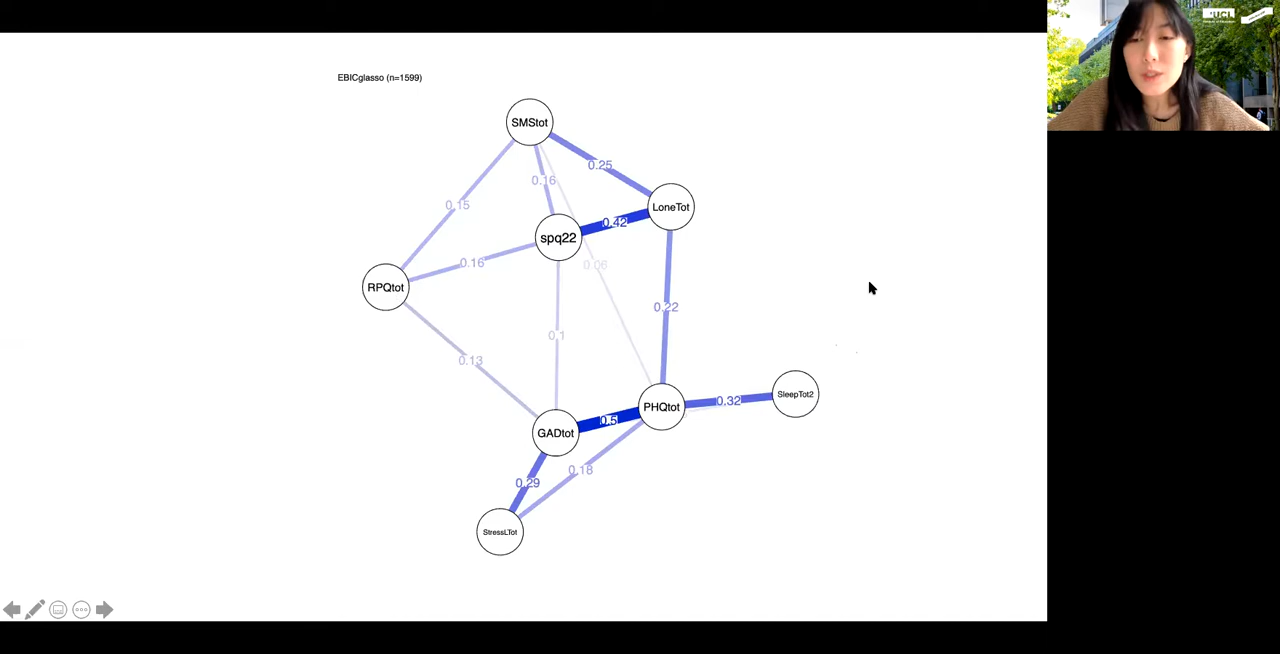 UCL
EBICglasso (n=1599)
SMStot
0.25
0.16
LoneTot
0.15
0.42
spq22
0.16
0.06
RPQtot
0.22
0.1
0.13
SleepTot2
0.32
PHQtot
0.5
GADtot
0.18
0.29
StressLTot